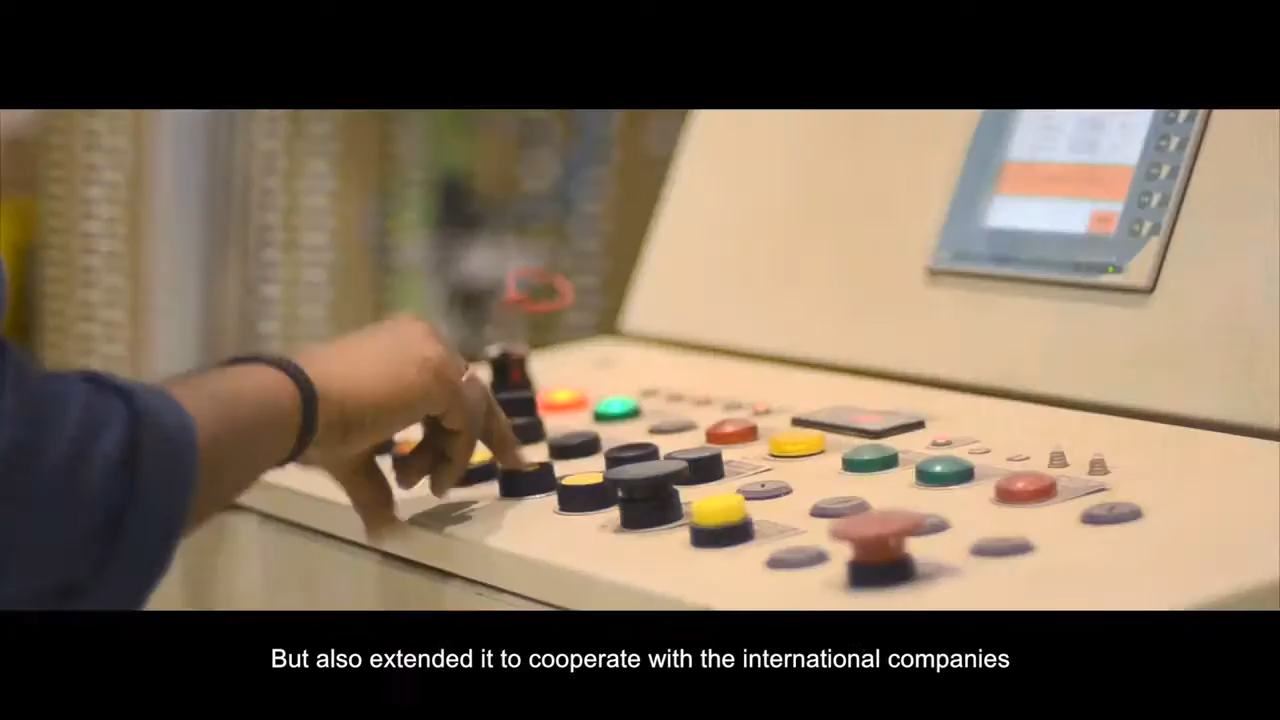 But also extended it to cooperate with the international companies